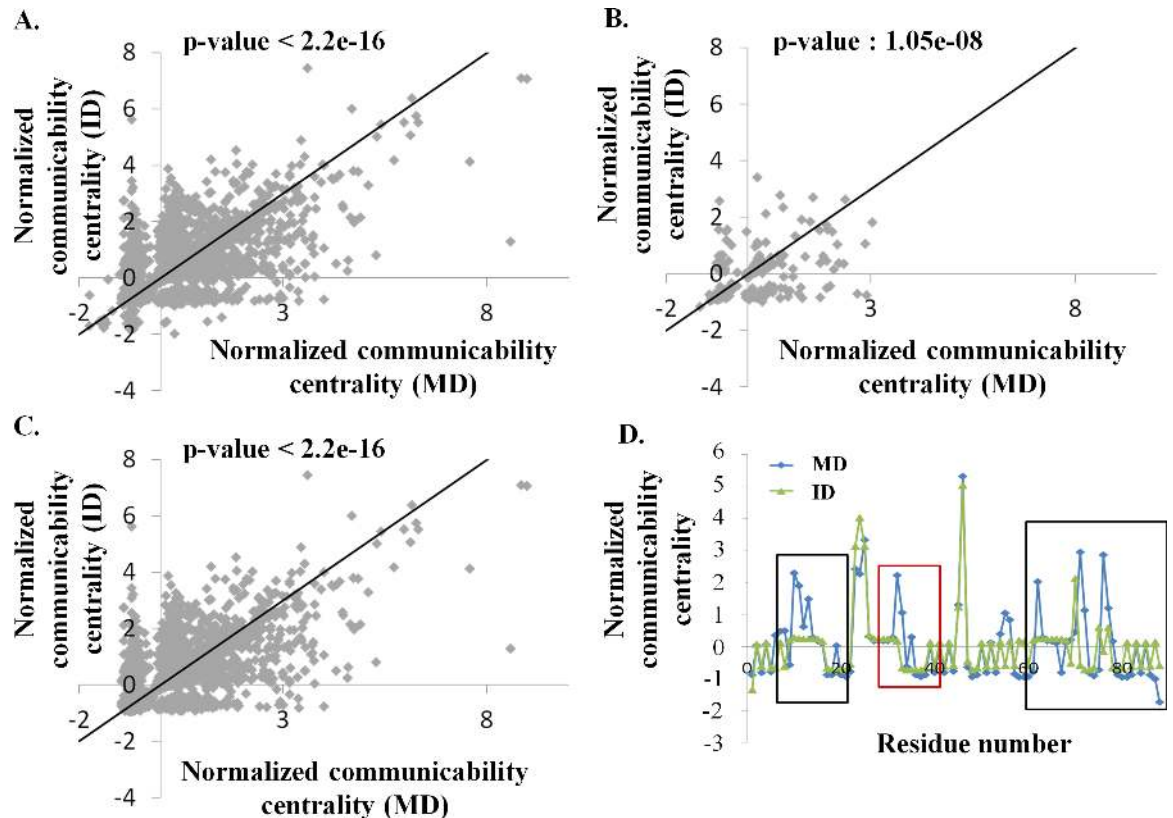 A.
p-value < 2.2e-16
Normalized
communicability
centrality (ID)
8
6
4
2
0
-2
-4
-2
3
8
Normalized communicability
centrality (MD)
B.
p-value : 1.05e-08
Normalized
communicability
centrality (ID)
8
6
4
2
0
-2
-4
-2
3
8
Normalized communicability
centrality (MD)
C.
p-value < 2.2e-16
Normalized
communicability
centrality (ID)
8
6
4
2
0
-2
-4
-2
3
8
Normalized communicability
centrality (MD)
D.
MD
ID
Normalized
communicability
centrality
6
5
4
3
2
1
0
-1
-2
-3
0
20
40
60
80
Residue number